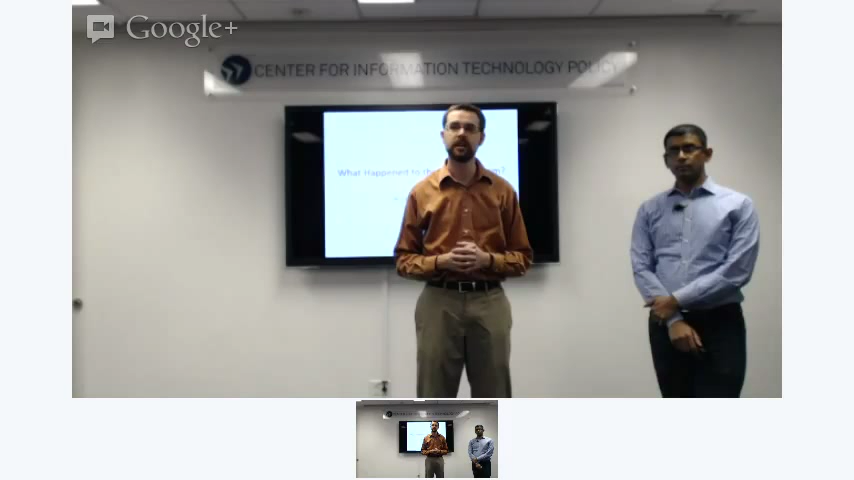 Google+
CENTER FOR INFORMATION TECHNOLOGY POLICY
What Happened to the